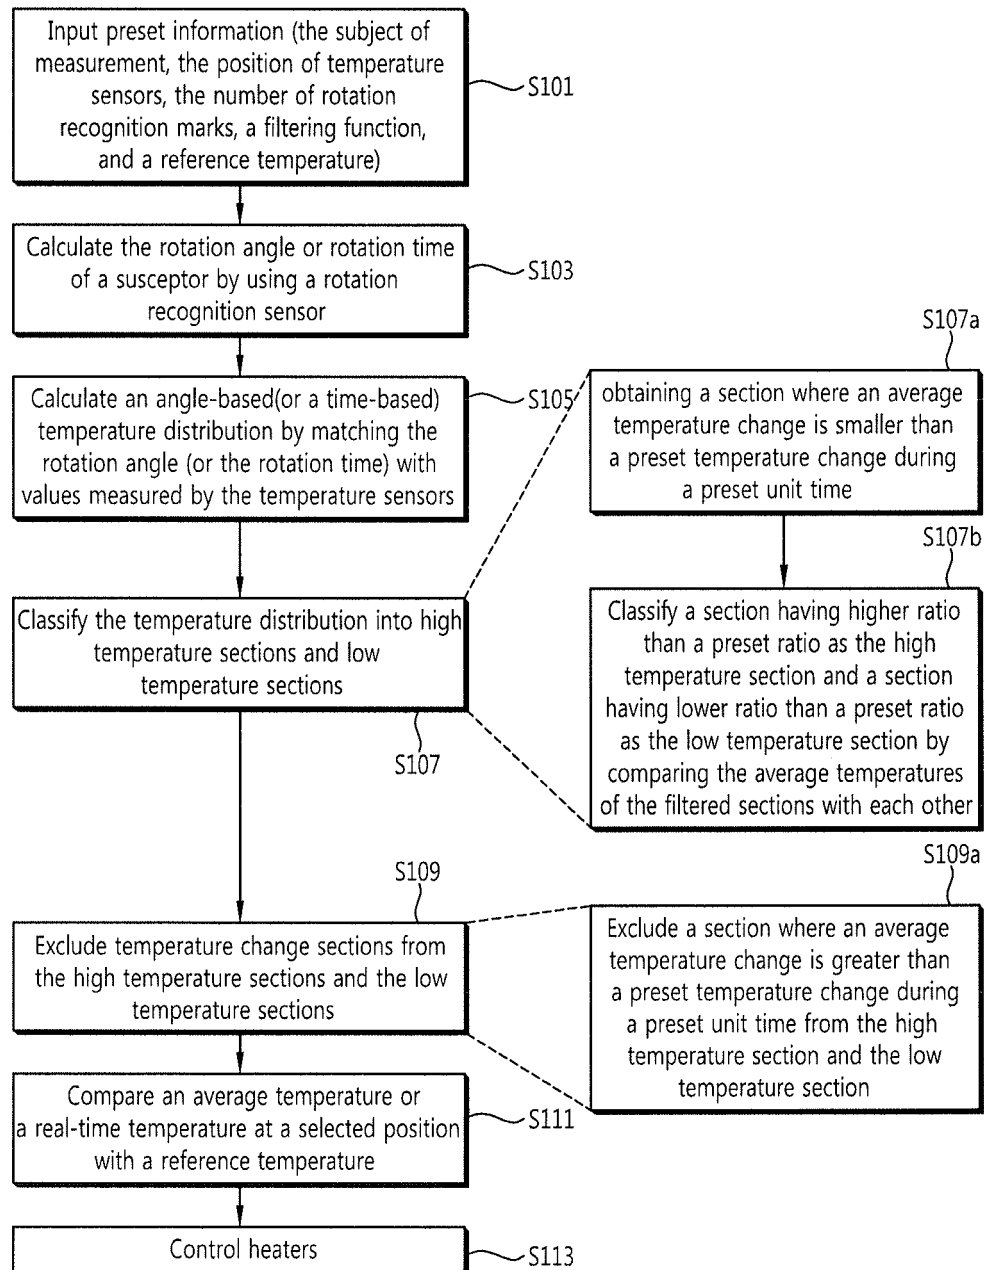 Input preset information (the subject of
measurement, the position of temperature
sensors, the number of rotation
recognition marks, a filtering function,
and a reference temperature)
S101
Calculate the rotation angle or rotation time
of a susceptor by using a rotation
recognition sensor
S103
Calculate an angle-based(or a time-based)
temperature distribution by matching the
rotation angle (or the rotation time) with
values measured by the temperature sensors
S105
Classify the temperature distribution into high
temperature sections and low
temperature sections
S107
S107a
obtaining a section where an average
temperature change is smaller than
a preset temperature change during
a preset unit time
S107b
Classify a section having higher ratio
than a preset ratio as the high
temperature section and a section
having lower ratio than a preset ratio
as the low temperature section by
comparing the average temperatures
of the filtered sections with each other
S109
Exclude temperature change sections from
the high temperature sections and the low
temperature sections
S109a
Exclude a section where an average
temperature change is greater than
a preset temperature change during
a preset unit time from the high
temperature section and the low
temperature section
Compare an average temperature or
a real-time temperature at a selected position
with a reference temperature
S111
Control heaters
S113